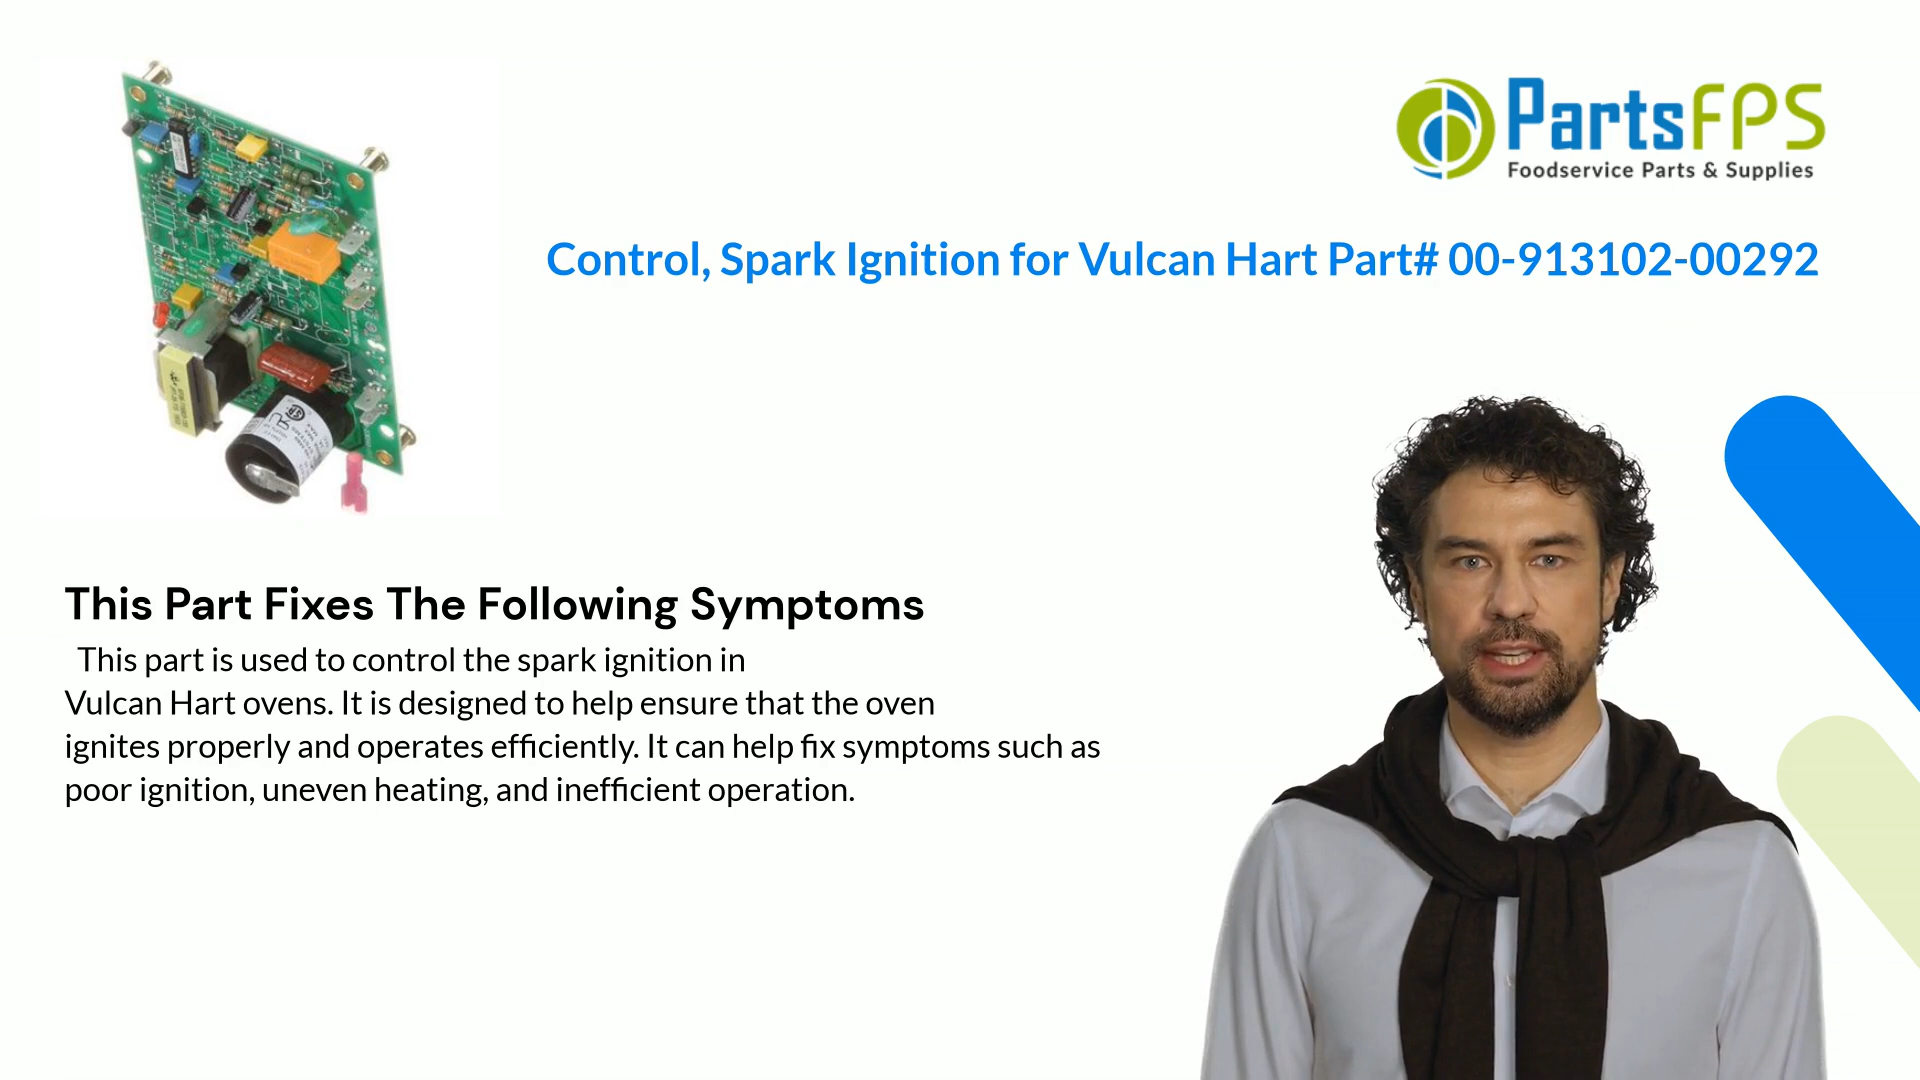 PartsFPS
Foodservice Parts & Supplies
Control, Spark Ignition for Vulcan Hart Part# 00-913102-00292
This Part Fixes The Following Symptoms
This part is used to control the spark ignition in
Vulcan Hart ovens. It is designed to help ensure that the oven
ignites properly and operates efficiently. It can help fix symptoms such as
poor ignition, uneven heating, and inefficient operation.